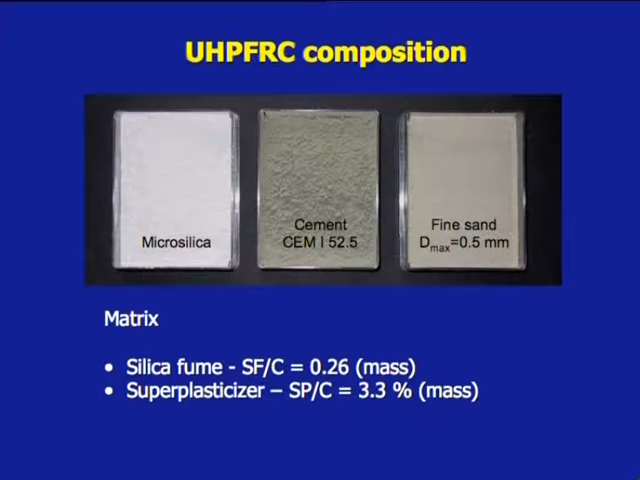 UHPFRC composition
Microsilica
Cement
CEM I 52.5
Fine sand
Dmax=0.5 mm
Matrix
• Silica fume - SF/C = 0.26 (mass)
• Superplasticizer – SP/C = 3.3 % (mass)